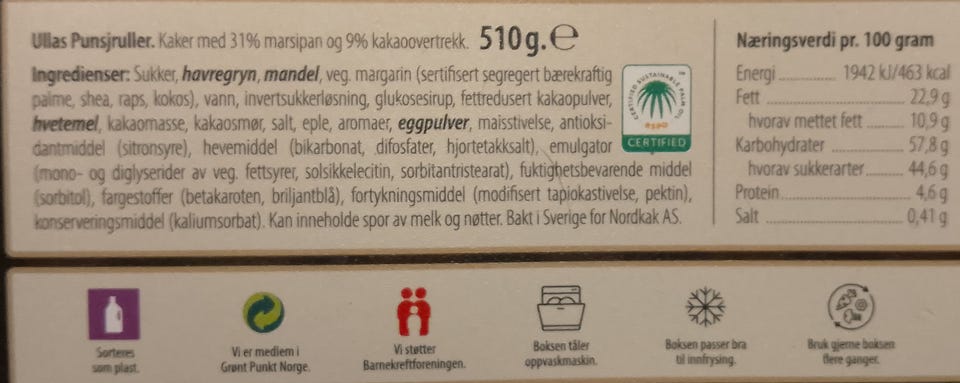 Ullas Punsjruller. Kaker med 31% marsipan og 9% kakaoovertrekk. 510g.℮
Ingredienser: Sukker, havregryn, mandel, veg. margarin (sertifisert segregert bærekraftig
palme, shea, raps, kokos), vann, invertsukkerløsning, glukosesirup, fettredusert kakaopulver,
hvetemel, kakaomasse, kakaosmør, salt, eple, aromaer, eggpulver, maisstivelse, antioksi-
dantmiddel (sitronsyre), hevemiddel (bikarbonat, difosfater, hjortetakksalt), emulgator
(mono- og diglyserider av veg. fettsyrer, solsikkelecitin, sorbitantristearat), fuktighetsbevarende middel
(sorbitol), fargestoffer (betakaroten, briljantblå), fortykningsmiddel (modifisert tapiokastivelse, pektin),
konserveringsmiddel (kaliumsorbat). Kan inneholde spor av melk og nøtter. Bakt i Sverige for Nordkak AS.
CERTIFIED SUSTAINABLE PALM OIL
RSPO
CERTIFIED
Næringsverdi pr. 100 gram
Energi 1942 kJ/463 kcal
Fett 22,9 g
hvorav mettet fett 10,9 g
Karbohydrater 57,8 g
hvorav sukkerarter 44,6 g
Protein 4,6 g
Salt 0,41 g
Sorteres
som plast.
Vi er medlem i
Grønt Punkt Norge.
Vi støtter
Barnekreftforeningen.
Boksen tåler
oppvaskmaskin.
Boksen passer bra
til innfrysing.
Bruk gjerne boksen
flere ganger.